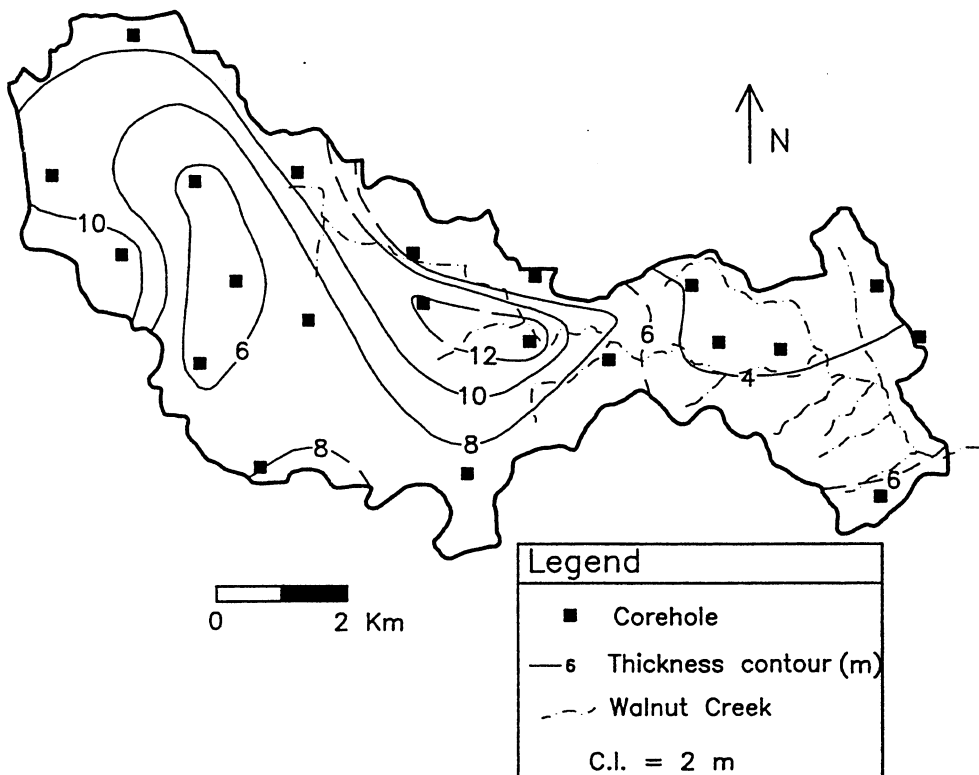 N
10
6
12
10
8
8
6
4
6
0 2 Km
Legend
Corehole
6 Thickness contour (m)
Walnut Creek
C.I. = 2 m